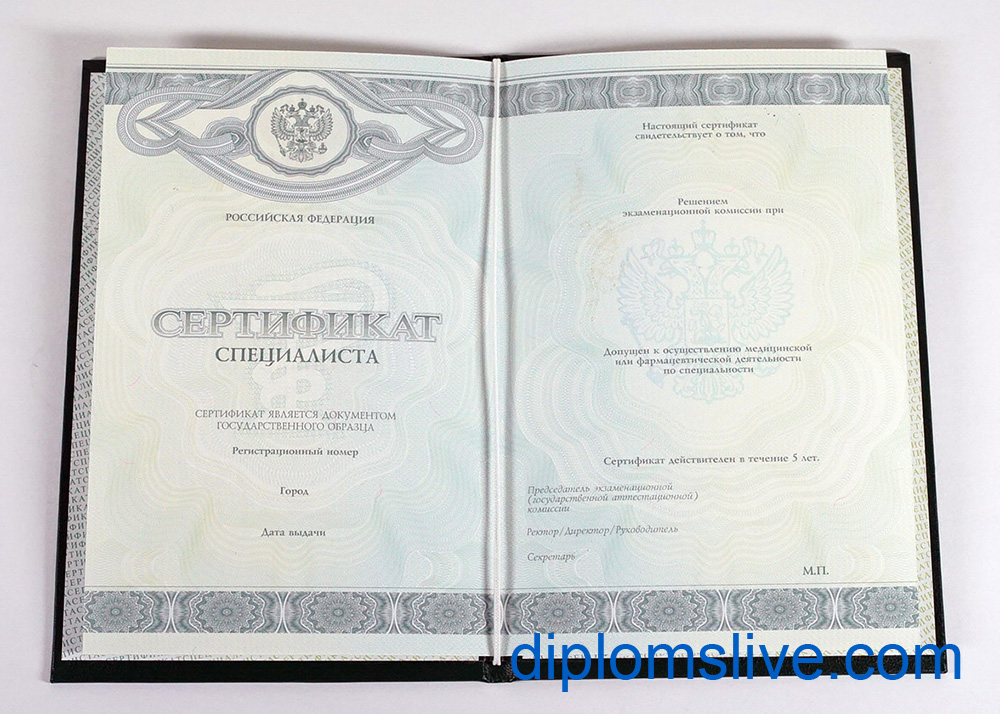 РОССИЙСКАЯ ФЕДЕРАЦИЯ
СЕРТИФИКАТ
СПЕЦИАЛИСТА
СЕРТИФИКАТ ЯВЛЯЕТСЯ ДОКУМЕНТОМ
ГОСУДАРСТВЕННОГО ОБРАЗЦА
Регистрационный номер
Город
Дата выдачи
Настоящий сертификат
свидетельствует о том, что
Решением
экзаменационной комиссии при
Допущен к осуществлению медицинской
или фармацевтической деятельности
по специальности
Сертификат действителен в течение 5 лет.
Председатель экзаменационной
(государственной аттестационной)
комиссии
Ректор/Директор/Руководитель
Секретарь
М.П.
diplomslive.com